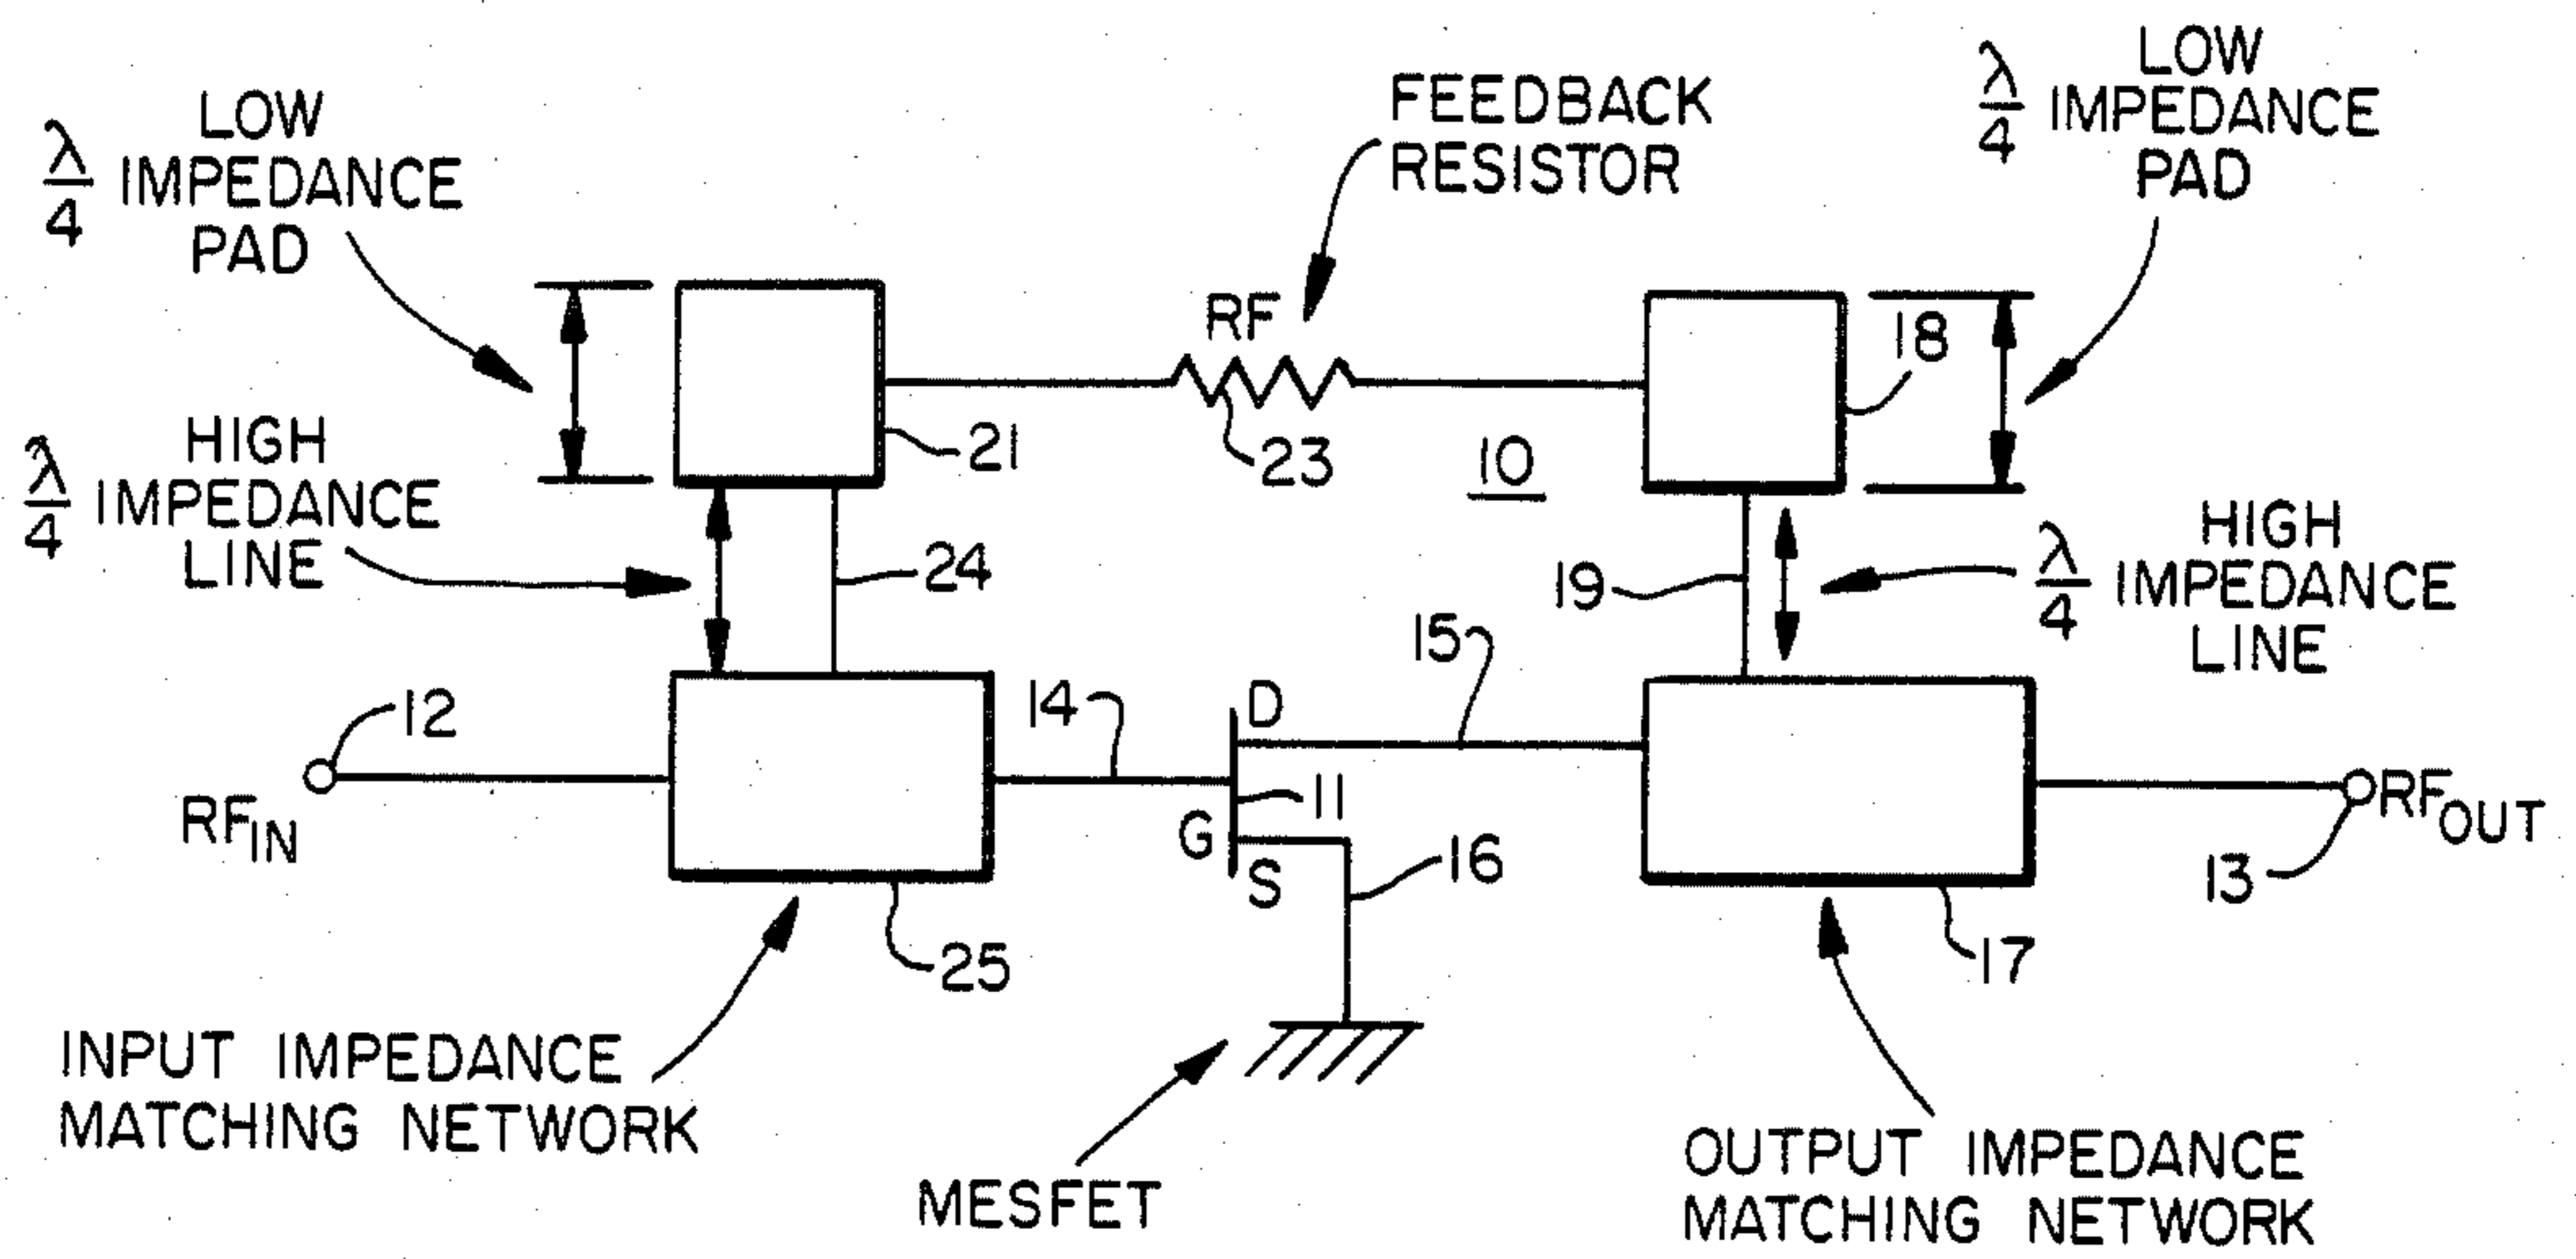 LOW
λ/4 IMPEDANCE
PAD
FEEDBACK
RESISTOR
LOW
λ/4 IMPEDANCE
PAD
RF
18
21
23
10
HIGH
λ/4 IMPEDANCE
LINE
24
19
HIGH
λ/4 IMPEDANCE
LINE
15
12
14
D
RF_IN
11
G
S
16
RF_OUT
13
25
17
INPUT IMPEDANCE
MATCHING NETWORK
MESFET
OUTPUT IMPEDANCE
MATCHING NETWORK